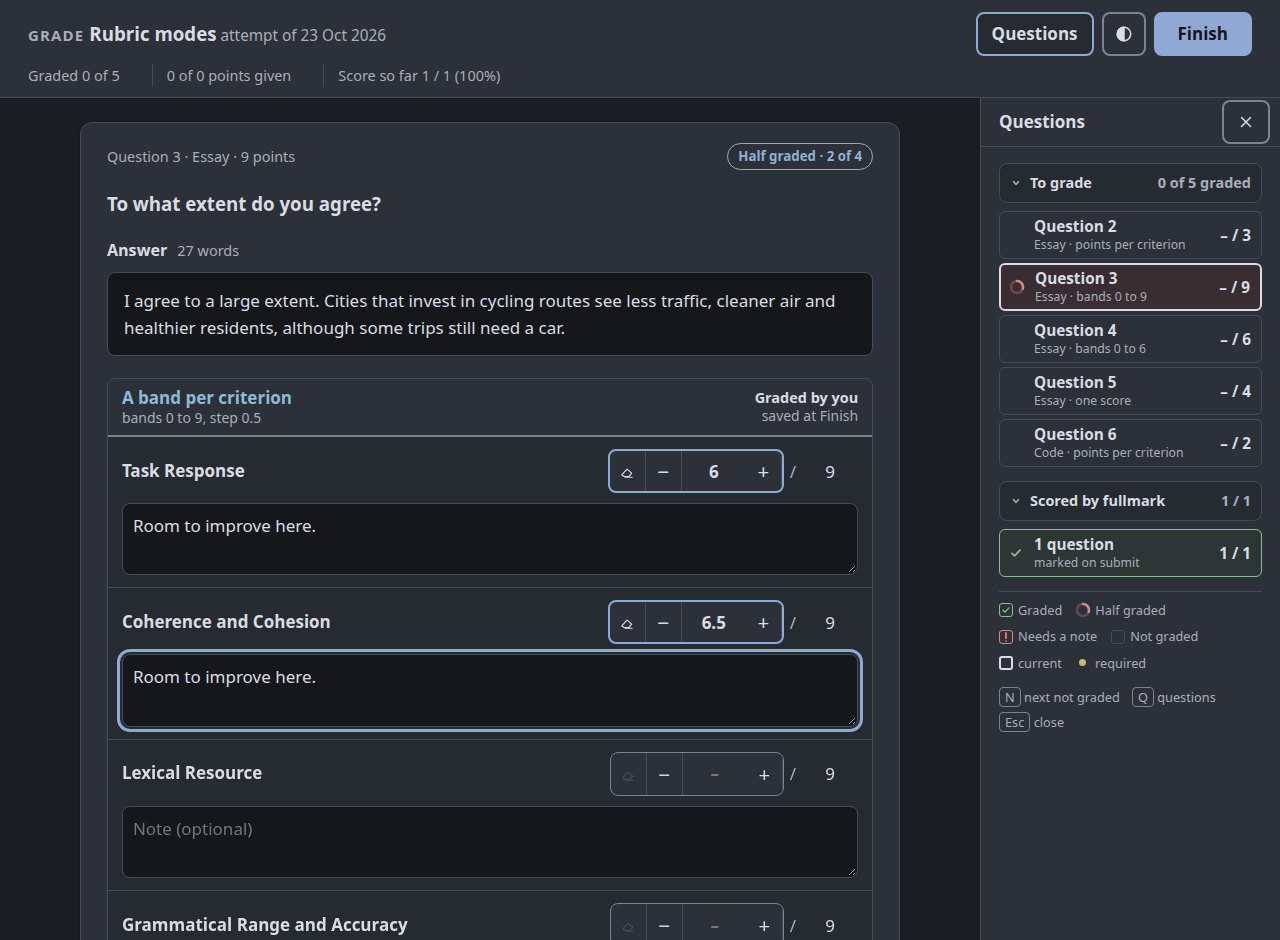 GRADE Rubric modes attempt of 23 Oct 2026
Questions
Finish
Graded 0 of 5
0 of 0 points given
Score so far 1 / 1 (100%)
Question 3 · Essay · 9 points
Half graded · 2 of 4
To what extent do you agree?
Answer 27 words
I agree to a large extent. Cities that invest in cycling routes see less traffic, cleaner air and
healthier residents, although some trips still need a car.
A band per criterion
bands 0 to 9, step 0.5
Graded by you
saved at Finish
Task Response
− 6 + / 9
Room to improve here.
Coherence and Cohesion
− 6.5 + / 9
Room to improve here.
Lexical Resource
− – + / 9
Note (optional)
Grammatical Range and Accuracy
− – + / 9
Questions
To grade 0 of 5 graded
Question 2
Essay · points per criterion
– / 3
Question 3
Essay · bands 0 to 9
– / 9
Question 4
Essay · bands 0 to 6
– / 6
Question 5
Essay · one score
– / 4
Question 6
Code · points per criterion
– / 2
Scored by fullmark 1 / 1
1 question
marked on submit
1 / 1
Graded Half graded
Needs a note Not graded
current required
N next not graded Q questions
Esc close